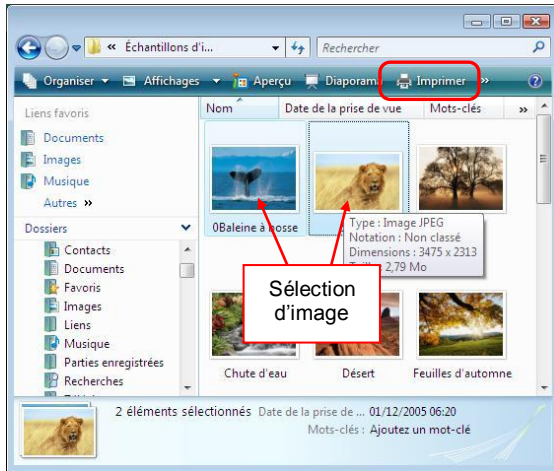 « Échantillons d'i...
Rechercher
Organiser Affichages Aperçu Diaporam Imprimer »
Liens favoris
Documents
Images
Musique
Autres »
Dossiers
Contacts
Documents
Favoris
Images
Liens
Musique
Parties enregistrées
Recherches
Nom Date de la prise de vue Mots-clés »
0Baleine à bosse
Type : Image JPEG
Notation : Non classé
Dimensions : 3475 x 2313
2,79 Mo
Sélection
d'image
Chute d'eau Désert Feuilles d'automne
2 éléments sélectionnés Date de la prise de ... 01/12/2005 06:20
Mots-clés : Ajoutez un mot-clé